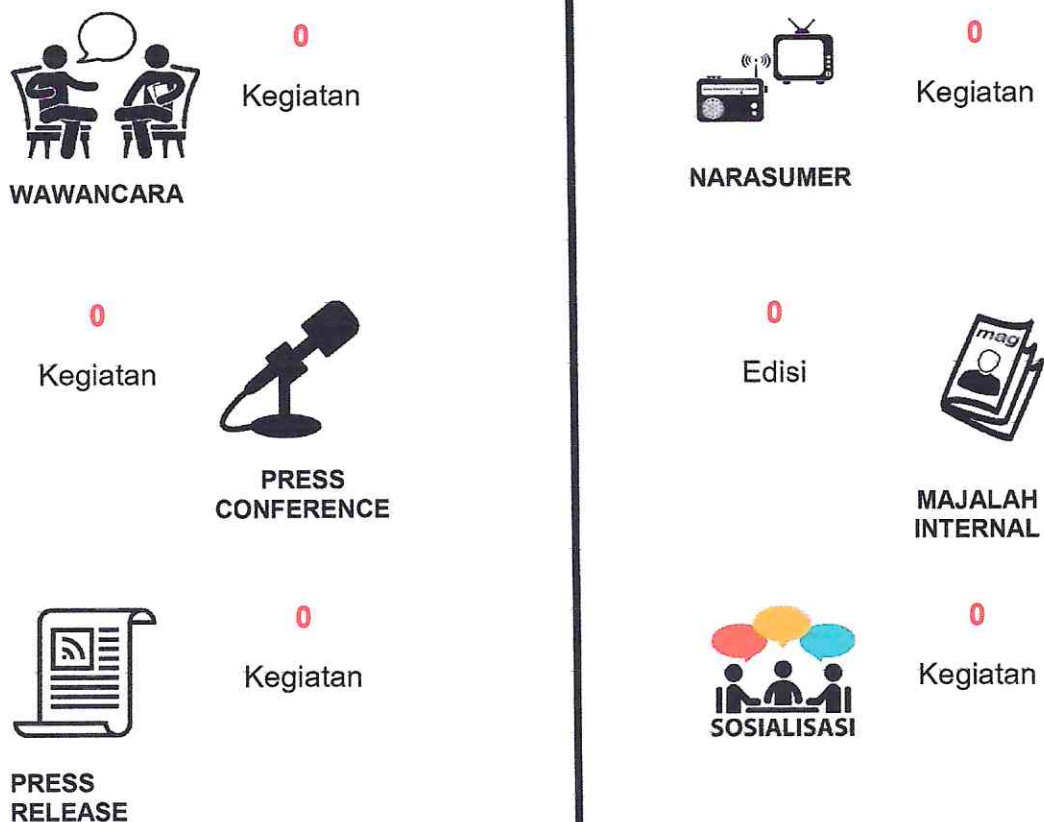 0
Kegiatan
WAWANCARA
0
Kegiatan
NARASUMER
0
Kegiatan
PRESS
CONFERENCE
0
Edisi
mag
MAJALAH
INTERNAL
0
Kegiatan
PRESS
RELEASE
0
Kegiatan
SOSIALISASI